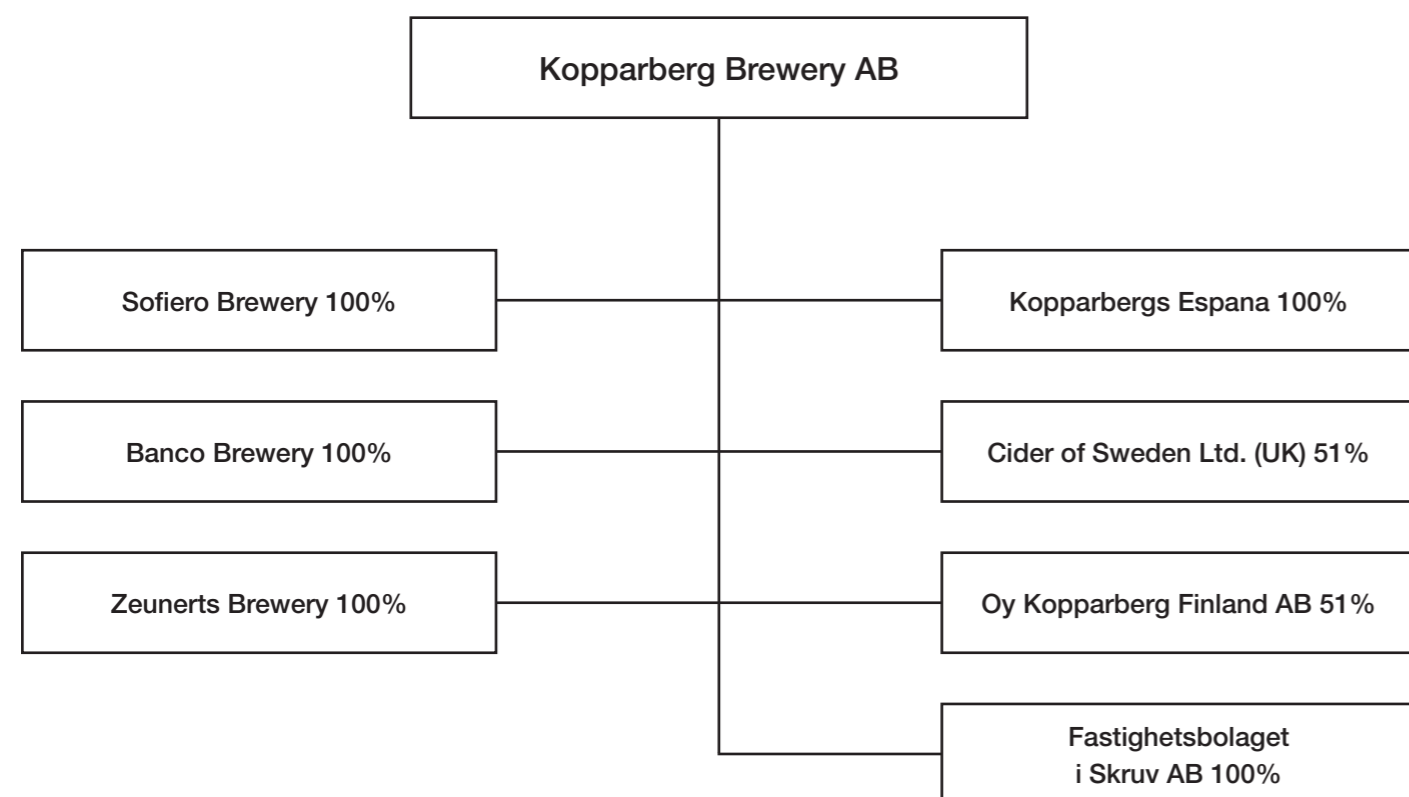 Kopparberg Brewery AB
Sofiero Brewery 100%
Kopparbergs Espana 100%
Banco Brewery 100%
Cider of Sweden Ltd. (UK) 51%
Zeunerts Brewery 100%
Oy Kopparberg Finland AB 51%
Fastighetsbolaget
i Skruv AB 100%